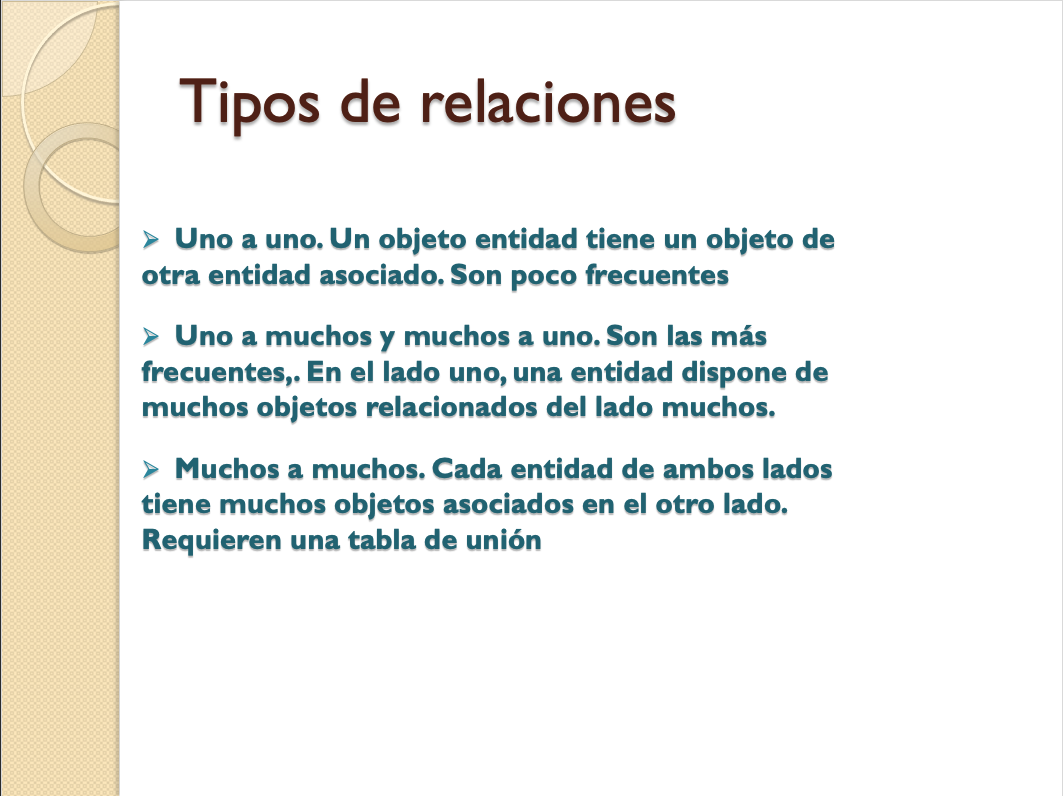 Tipos de relaciones
➢ Uno a uno. Un objeto entidad tiene un objeto de
otra entidad asociado. Son poco frecuentes
➢ Uno a muchos y muchos a uno. Son las más
frecuentes,. En el lado uno, una entidad dispone de
muchos objetos relacionados del lado muchos.
➢ Muchos a muchos. Cada entidad de ambos lados
tiene muchos objetos asociados en el otro lado.
Requieren una tabla de unión